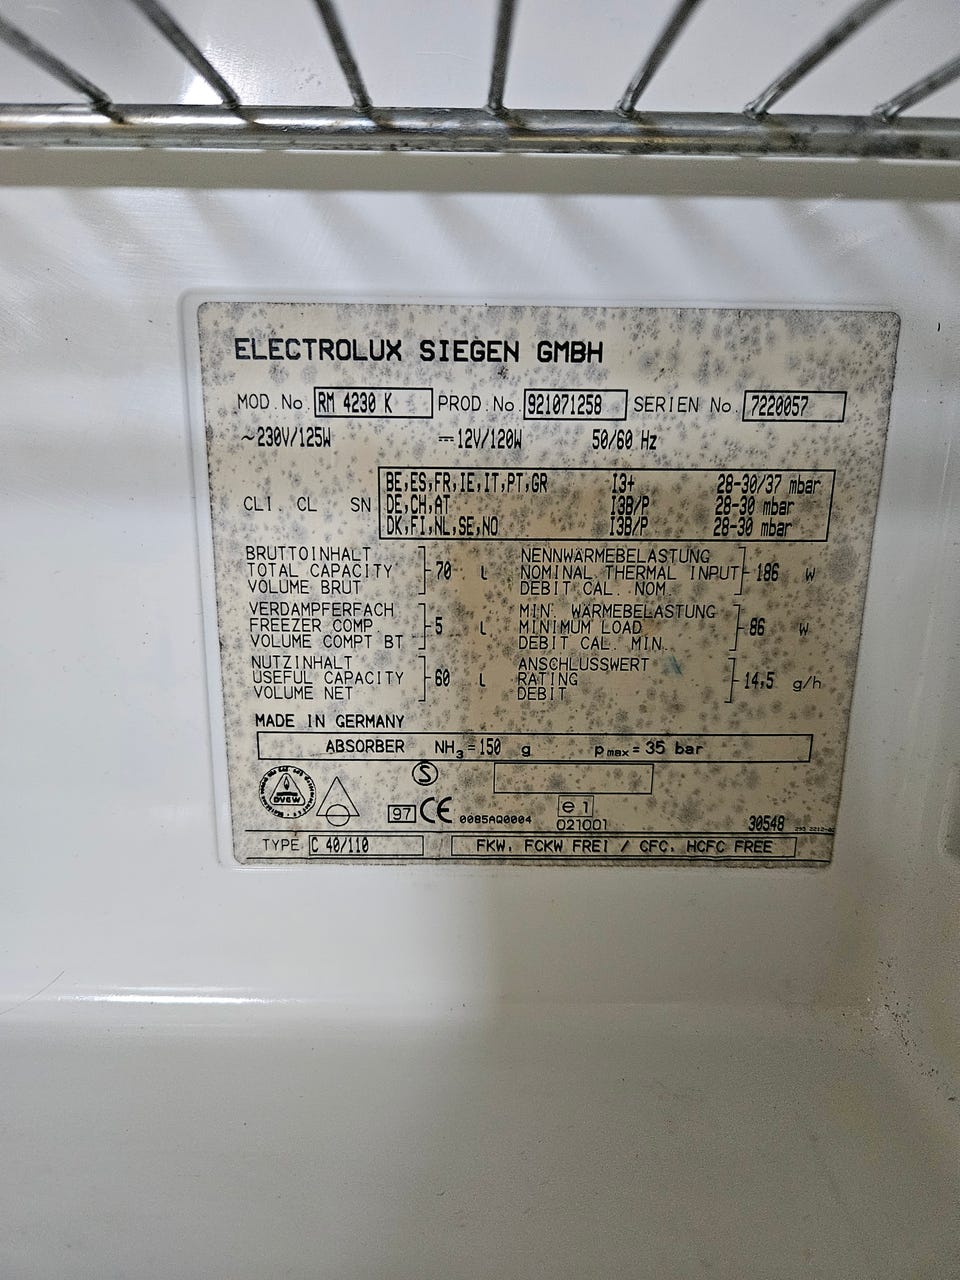 ELECTROLUX SIEGEN GMBH
MOD.No. RM 4230 K PROD.No. 921071258 SERIEN No. 7220057
~230V/125W ⎓12V/120W 50/60 Hz
BE,ES,FR,IE,IT,PT,GR I3+ 28-30/37 mbar
CLI. CL SN DE,CH,AT I3B/P 28-30 mbar
DK,FI,NL,SE,NO I3B/P 28-30 mbar
BRUTTOINHALT NENNWÄRMEBELASTUNG
TOTAL CAPACITY 70 l NOMINAL THERMAL INPUT 186 W
VOLUME BRUT DEBIT CAL. NOM.
VERDAMPFERFACH MIN. WÄRMEBELASTUNG
FREEZER COMP. 5 l MINIMUM LOAD 86 W
VOLUME COMPT BT DEBIT CAL. MIN.
NUTZINHALT ANSCHLUSSWERT
USEFUL CAPACITY 60 l RATING 14,5 g/h
VOLUME NET DEBIT
MADE IN GERMANY
ABSORBER NH3=150 g pmax = 35 bar
S
DVGW
97 CE 0085AQ0004 e1
021001 30548
TYPE C 40/110 FKW, FCKW FREI / CFC, HCFC FREE